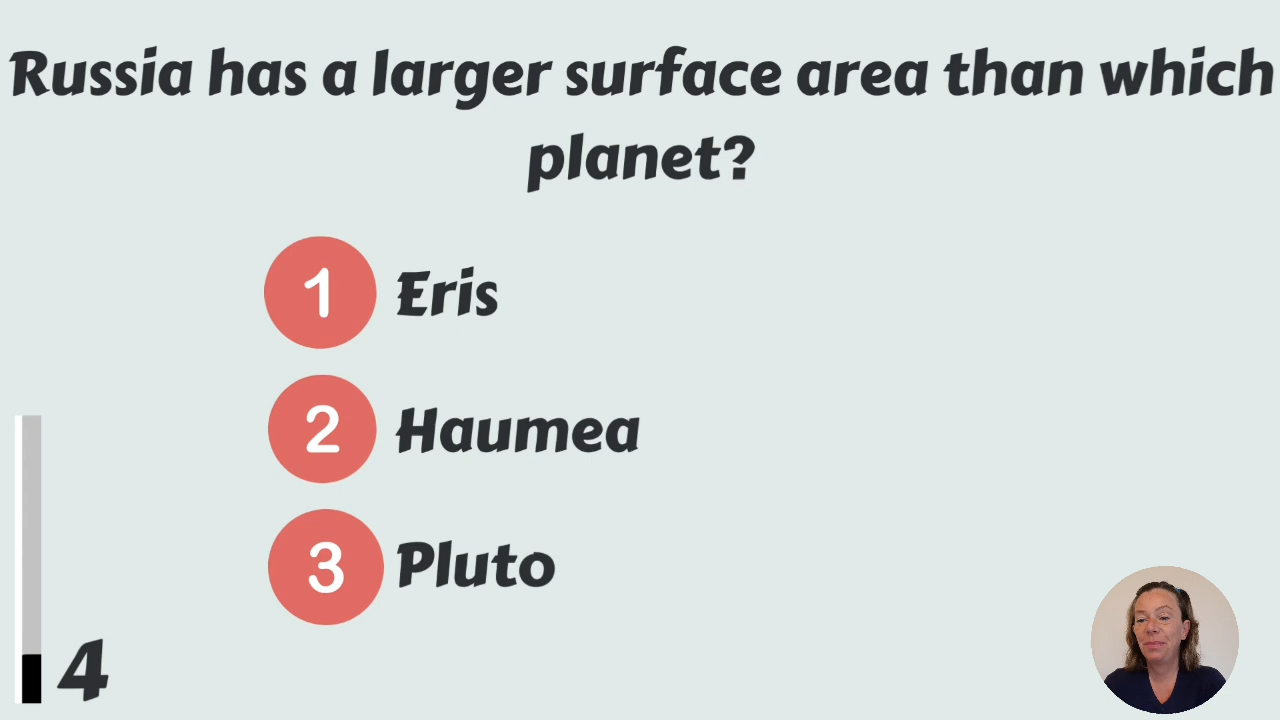 Russia has a larger surface area than which
planet?
1 Eris
2 Haumea
3 Pluto
4